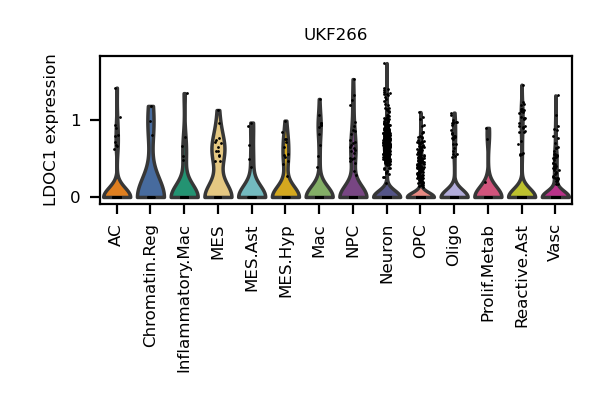 UKF266
LDOC1 expression
1
0
AC
Chromatin.Reg
Inflammatory.Mac
MES
MES.Ast
MES.Hyp
Mac
NPC
Neuron
OPC
Oligo
Prolif.Metab
Reactive.Ast
Vasc